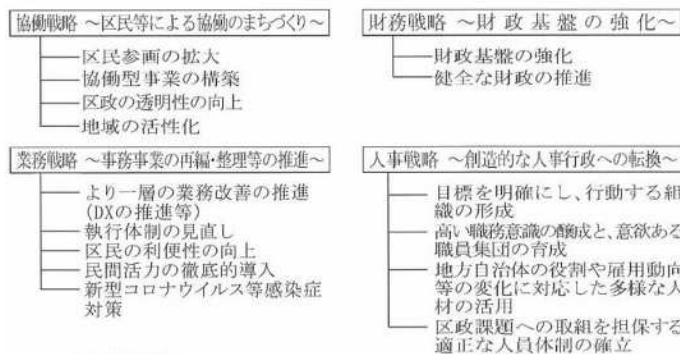 協働戦略 ～区民等による協働のまちづくり～
区民参画の拡大
協働型事業の構築
区政の透明性の向上
地域の活性化
財務戦略 ～財政基盤の強化～
財政基盤の強化
健全な財政の推進
業務戦略 ～事務事業の再編・整理等の推進～
より一層の業務改善の推進
(DXの推進等)
執行体制の見直し
区民の利便性の向上
民間活力の徹底的導入
新型コロナウイルス等感染症
対策
人事戦略 ～創造的な人事行政への転換～
目標を明確にし、行動する組
織の形成
高い職務意識の醸成と、意欲ある
職員集団の育成
地方自治体の役割や雇用動向
等の変化に対応した多様な人
材の活用
区政課題への取組を担保する
適正な人員体制の確立